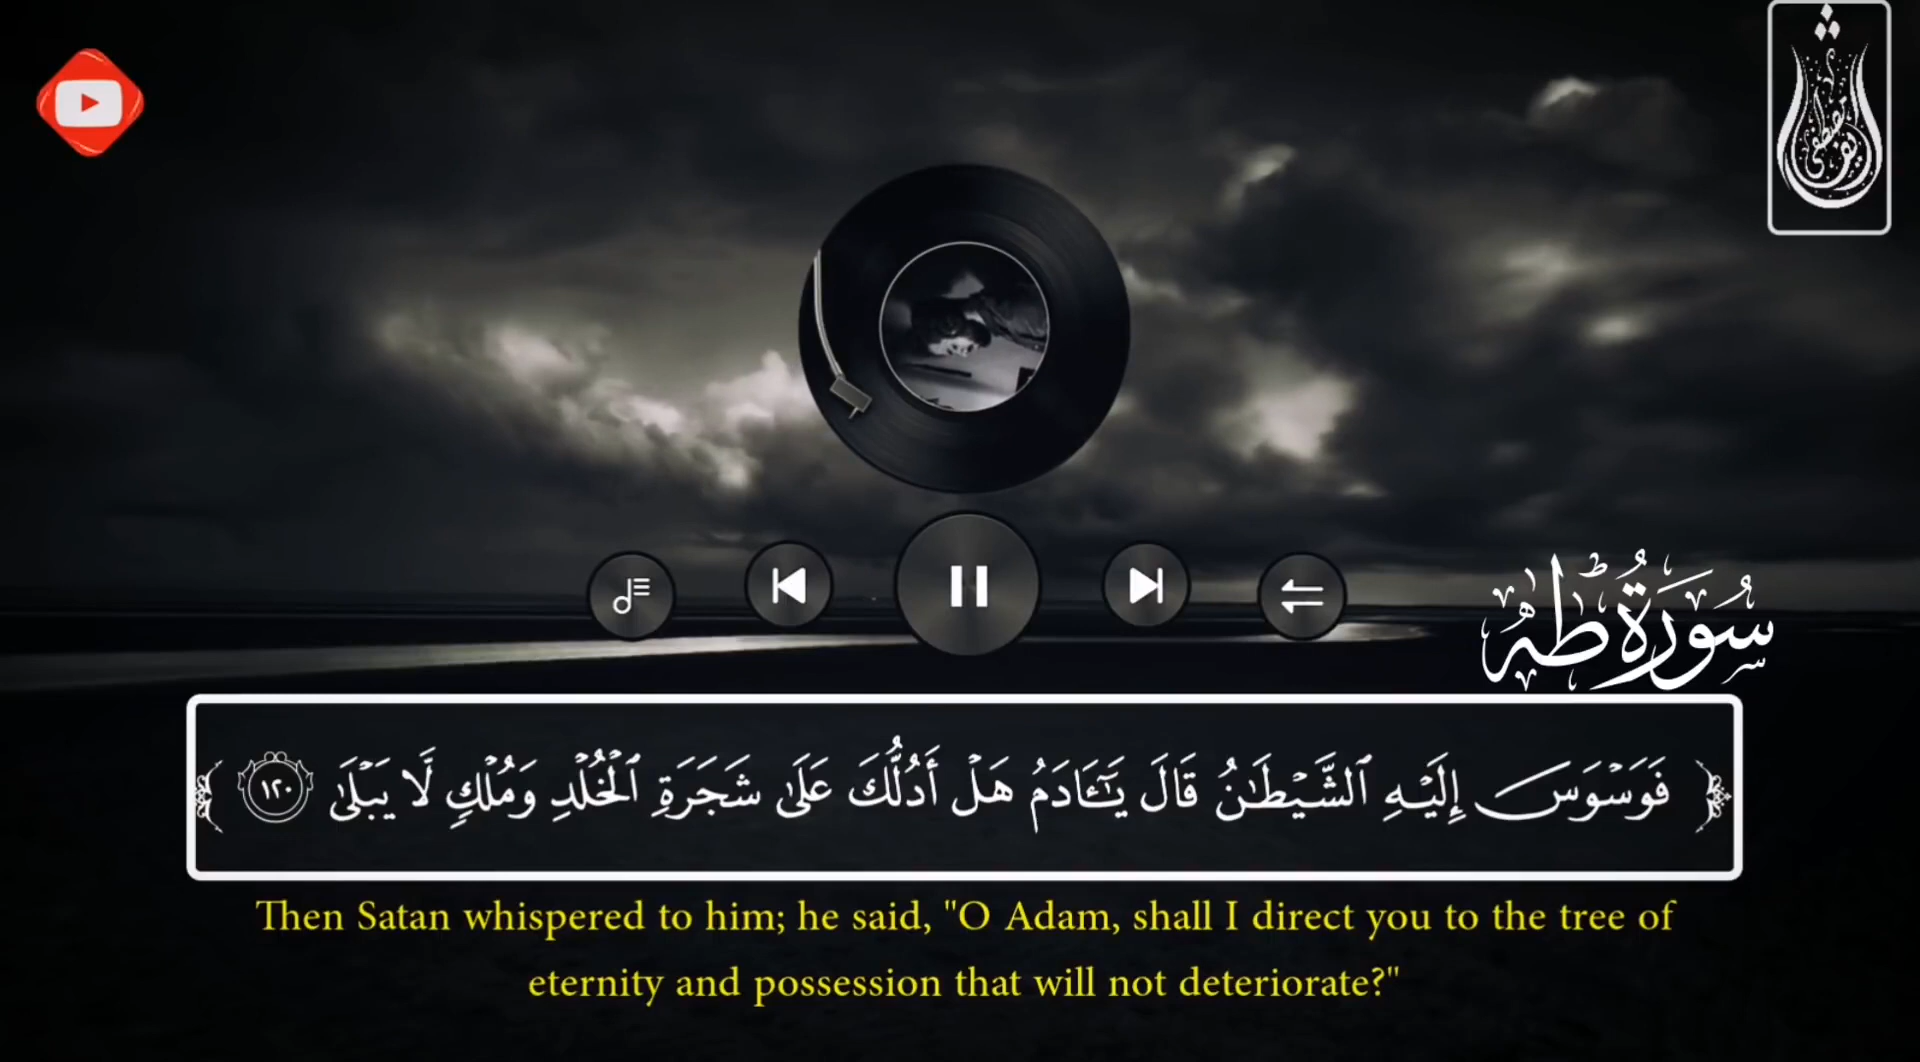 سُورَةُ طه
فَوَسْوَسَ إِلَيْهِ ٱلشَّيْطَٰنُ قَالَ يَٰٓـَٔادَمُ هَلْ أَدُلُّكَ عَلَىٰ شَجَرَةِ ٱلْخُلْدِ وَمُلْكٍ لَّا يَبْلَىٰ ١٢٠
Then Satan whispered to him; he said, "O Adam, shall I direct you to the tree of
eternity and possession that will not deteriorate?"